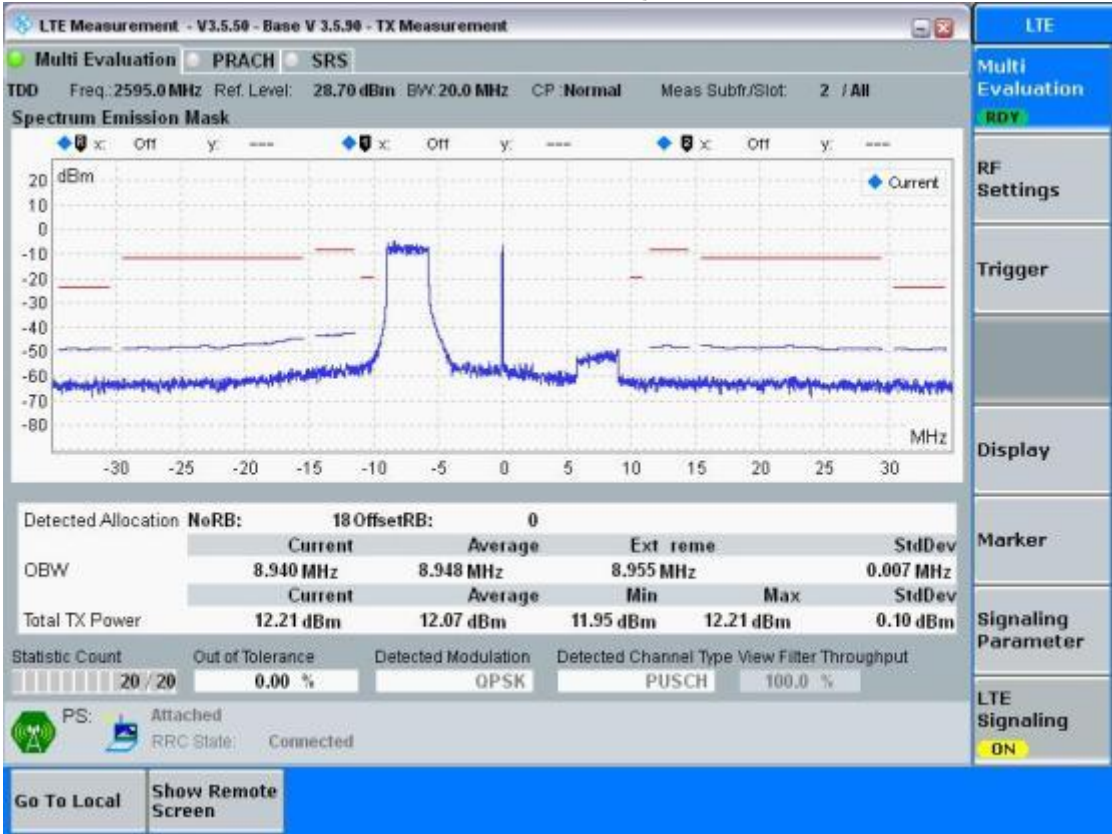 LTE Measurement - V3.5.50 - Base V 3.5.90 - TX Measurement
LTE
Multi Evaluation PRACH SRS
Multi
Evaluation
RDY
TDD Freq.:2595.0 MHz Ref. Level: 28.70 dBm BW:20.0 MHz CP :Normal Meas Subfr./Slot: 2 / All
Spectrum Emission Mask
x: Off y: --- x: Off y: --- x: Off y: ---
dBm
Current
20
10
0
-10
-20
-30
-40
-50
-60
-70
-80
MHz
-30 -25 -20 -15 -10 -5 0 5 10 15 20 25 30
RF
Settings
Trigger
Display
Marker
Signaling
Parameter
LTE
Signaling
ON
Detected Allocation NoRB: 18 OffsetRB: 0
Current Average Ext reme StdDev
OBW 8.940 MHz 8.948 MHz 8.955 MHz 0.007 MHz
Current Average Min Max StdDev
Total TX Power 12.21 dBm 12.07 dBm 11.95 dBm 12.21 dBm 0.10 dBm
Statistic Count Out of Tolerance Detected Modulation Detected Channel Type View Filter Throughput
20 / 20 0.00 % QPSK PUSCH 100.0 %
PS: Attached
RRC State: Connected
Go To Local
Show Remote
Screen